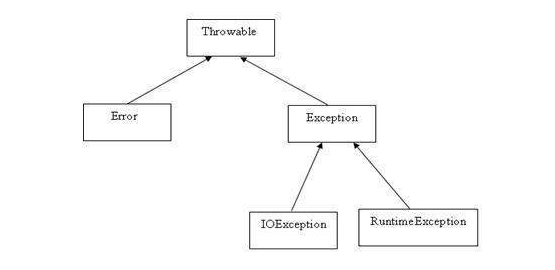 Throwable
Error
Exception
IOException
RuntimeException